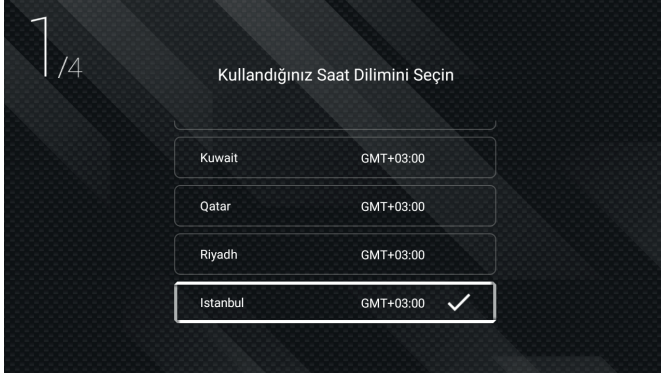 1/4
Kullandığınız Saat Dilimini Seçin
Kuwait GMT+03:00
Qatar GMT+03:00
Riyadh GMT+03:00
Istanbul GMT+03:00